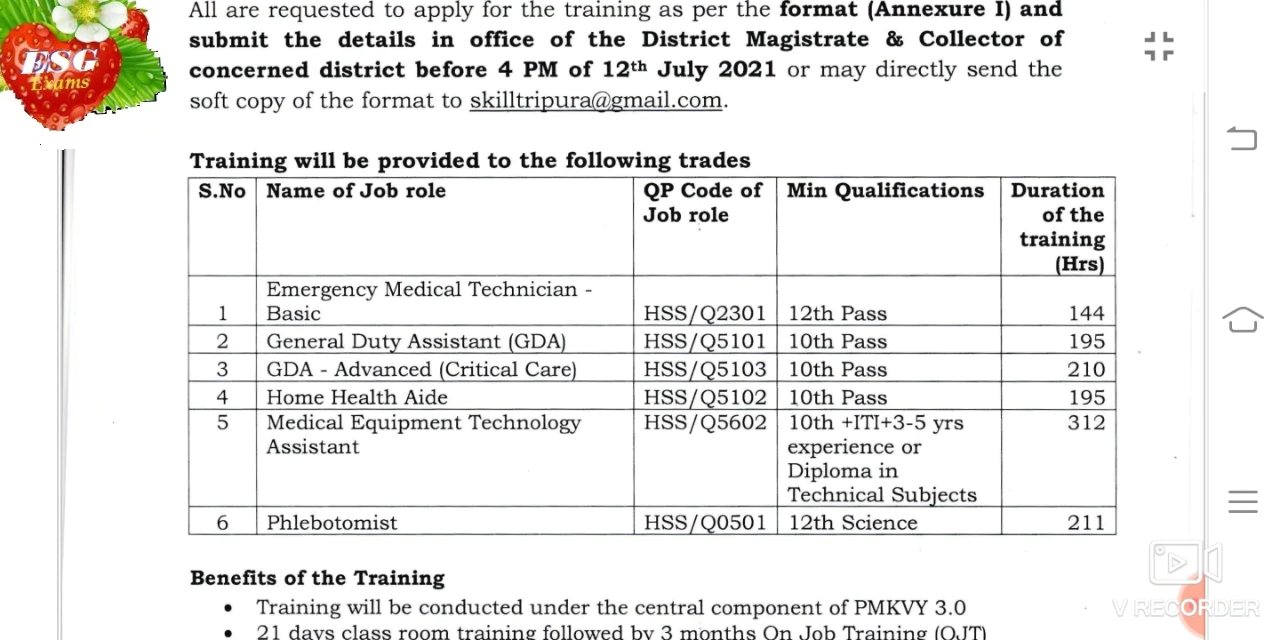 ESG
Exams
All are requested to apply for the training as per the format (Annexure I) and
submit the details in office of the District Magistrate & Collector of
concerned district before 4 PM of 12th July 2021 or may directly send the
soft copy of the format to skilltripura@gmail.com.
Training will be provided to the following trades
S.No Name of Job role QP Code of Job role Min Qualifications Duration of the training (Hrs)
1 Emergency Medical Technician - Basic HSS/Q2301 12th Pass 144
2 General Duty Assistant (GDA) HSS/Q5101 10th Pass 195
3 GDA - Advanced (Critical Care) HSS/Q5103 10th Pass 210
4 Home Health Aide HSS/Q5102 10th Pass 195
5 Medical Equipment Technology Assistant HSS/Q5602 10th +ITI+3-5 yrs experience or Diploma in Technical Subjects 312
6 Phlebotomist HSS/Q0501 12th Science 211
Benefits of the Training
• Training will be conducted under the central component of PMKVY 3.0
• 21 days class room training followed by 3 months On Job Training (OJT)
V RECORDER